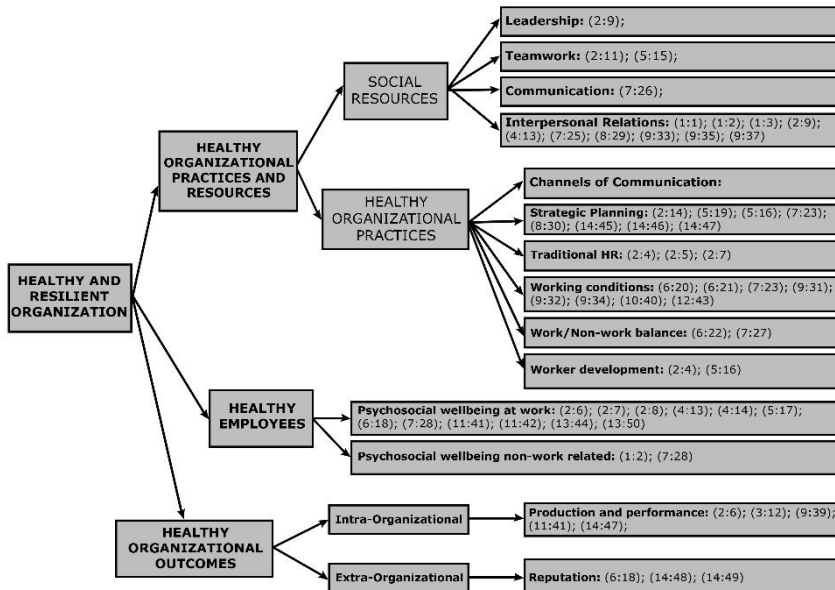 Leadership: (2:9);
Teamwork: (2:11); (5:15);
SOCIAL
RESOURCES
Communication: (7:26);
Interpersonal Relations: (1:1); (1:2); (1:3); (2:9);
(4:13); (7:25); (8:29); (9:33); (9:35); (9:37)
HEALTHY
ORGANIZATIONAL
PRACTICES AND
RESOURCES
Channels of Communication:
HEALTHY
ORGANIZATIONAL
PRACTICES
Strategic Planning: (2:14); (5:19); (5:16); (7:23);
(8:30); (14:45); (14:46); (14:47)
Traditional HR: (2:4); (2:5); (2:7)
HEALTHY AND
RESILIENT
ORGANIZATION
Working conditions: (6:20); (6:21); (7:23); (9:31);
(9:32); (9:34); (10:40); (12:43)
Work/Non-work balance: (6:22); (7:27)
Worker development: (2:4); (5:16)
HEALTHY
EMPLOYEES
Psychosocial wellbeing at work: (2:6); (2:7); (2:8); (4:13); (4:14); (5:17);
(6:18); (7:28); (11:41); (11:42); (13:44); (13:50)
Psychosocial wellbeing non-work related: (1:2); (7:28)
HEALTHY
ORGANIZATIONAL
OUTCOMES
Intra-Organizational
Production and performance: (2:6); (3:12); (9:39);
(11:41); (14:47);
Extra-Organizational
Reputation: (6:18); (14:48); (14:49)